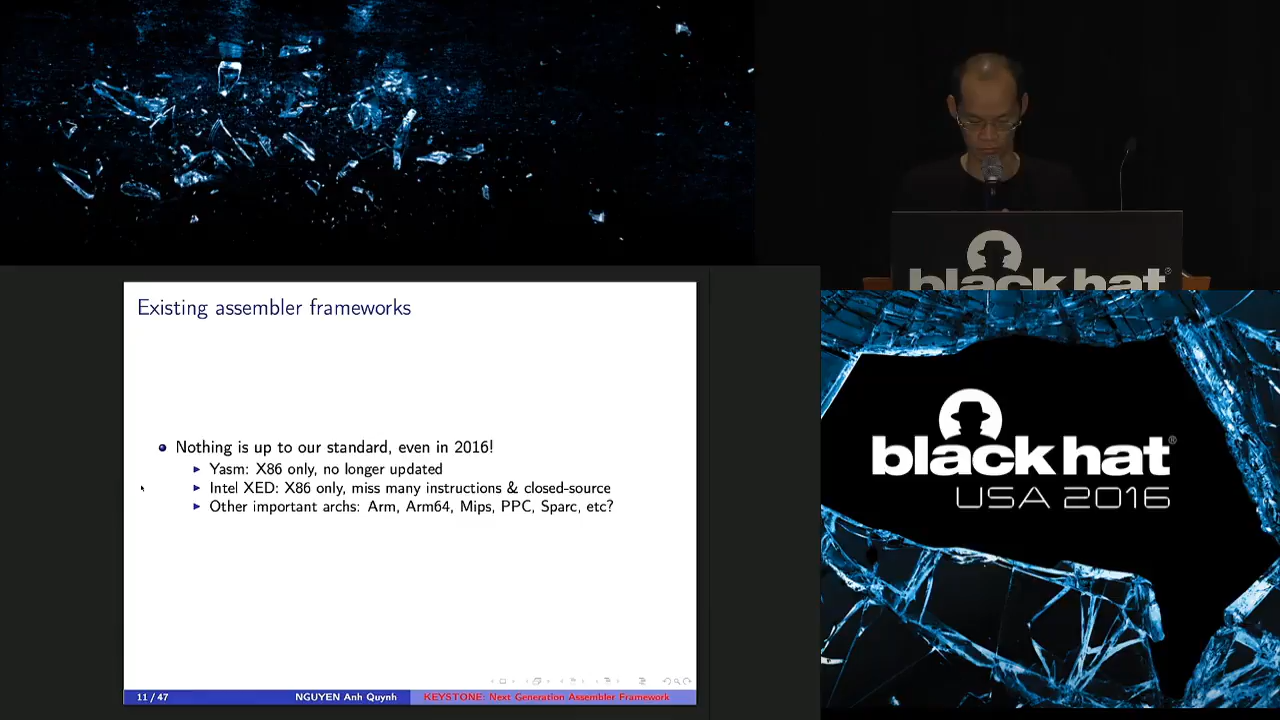 black hat®
Existing assembler frameworks
Nothing is up to our standard, even in 2016!
Yasm: X86 only, no longer updated
Intel XED: X86 only, miss many instructions & closed-source
Other important archs: Arm, Arm64, Mips, PPC, Sparc, etc?
11 / 47 NGUYEN Anh Quynh KEYSTONE: Next Generation Assembler Framework
black hat®
USA 2016